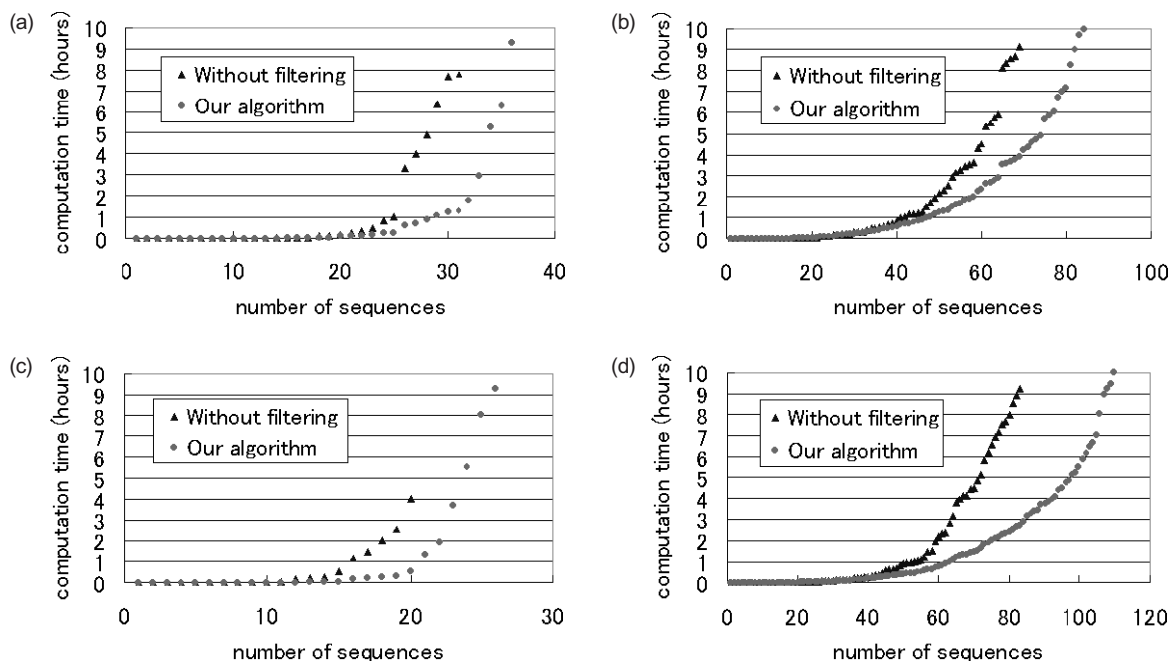 (a)
computation time (hours)
10
9
8
7
6
5
4
3
2
1
0
Without filtering
Our algorithm
0 10 20 30 40
number of sequences
(b)
computation time (hours)
10
9
8
7
6
5
4
3
2
1
0
Without filtering
Our algorithm
0 20 40 60 80 100
number of sequences
(c)
computation time (hours)
10
9
8
7
6
5
4
3
2
1
0
Without filtering
Our algorithm
0 10 20 30
number of sequences
(d)
computation time (hours)
10
9
8
7
6
5
4
3
2
1
0
Without filtering
Our algorithm
0 20 40 60 80 100 120
number of sequences